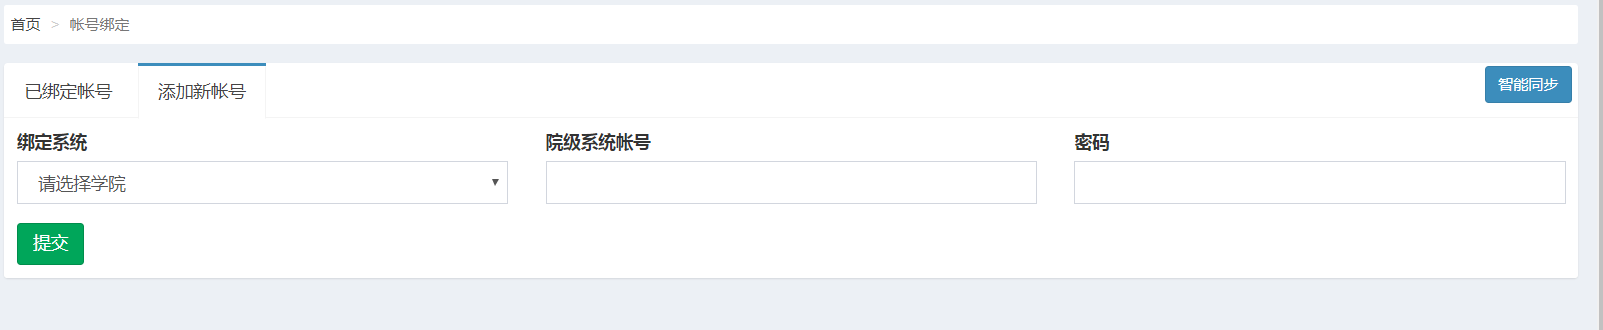 首页 > 帐号绑定
已绑定帐号 添加新帐号 智能同步
绑定系统 院级系统帐号 密码
请选择学院
提交